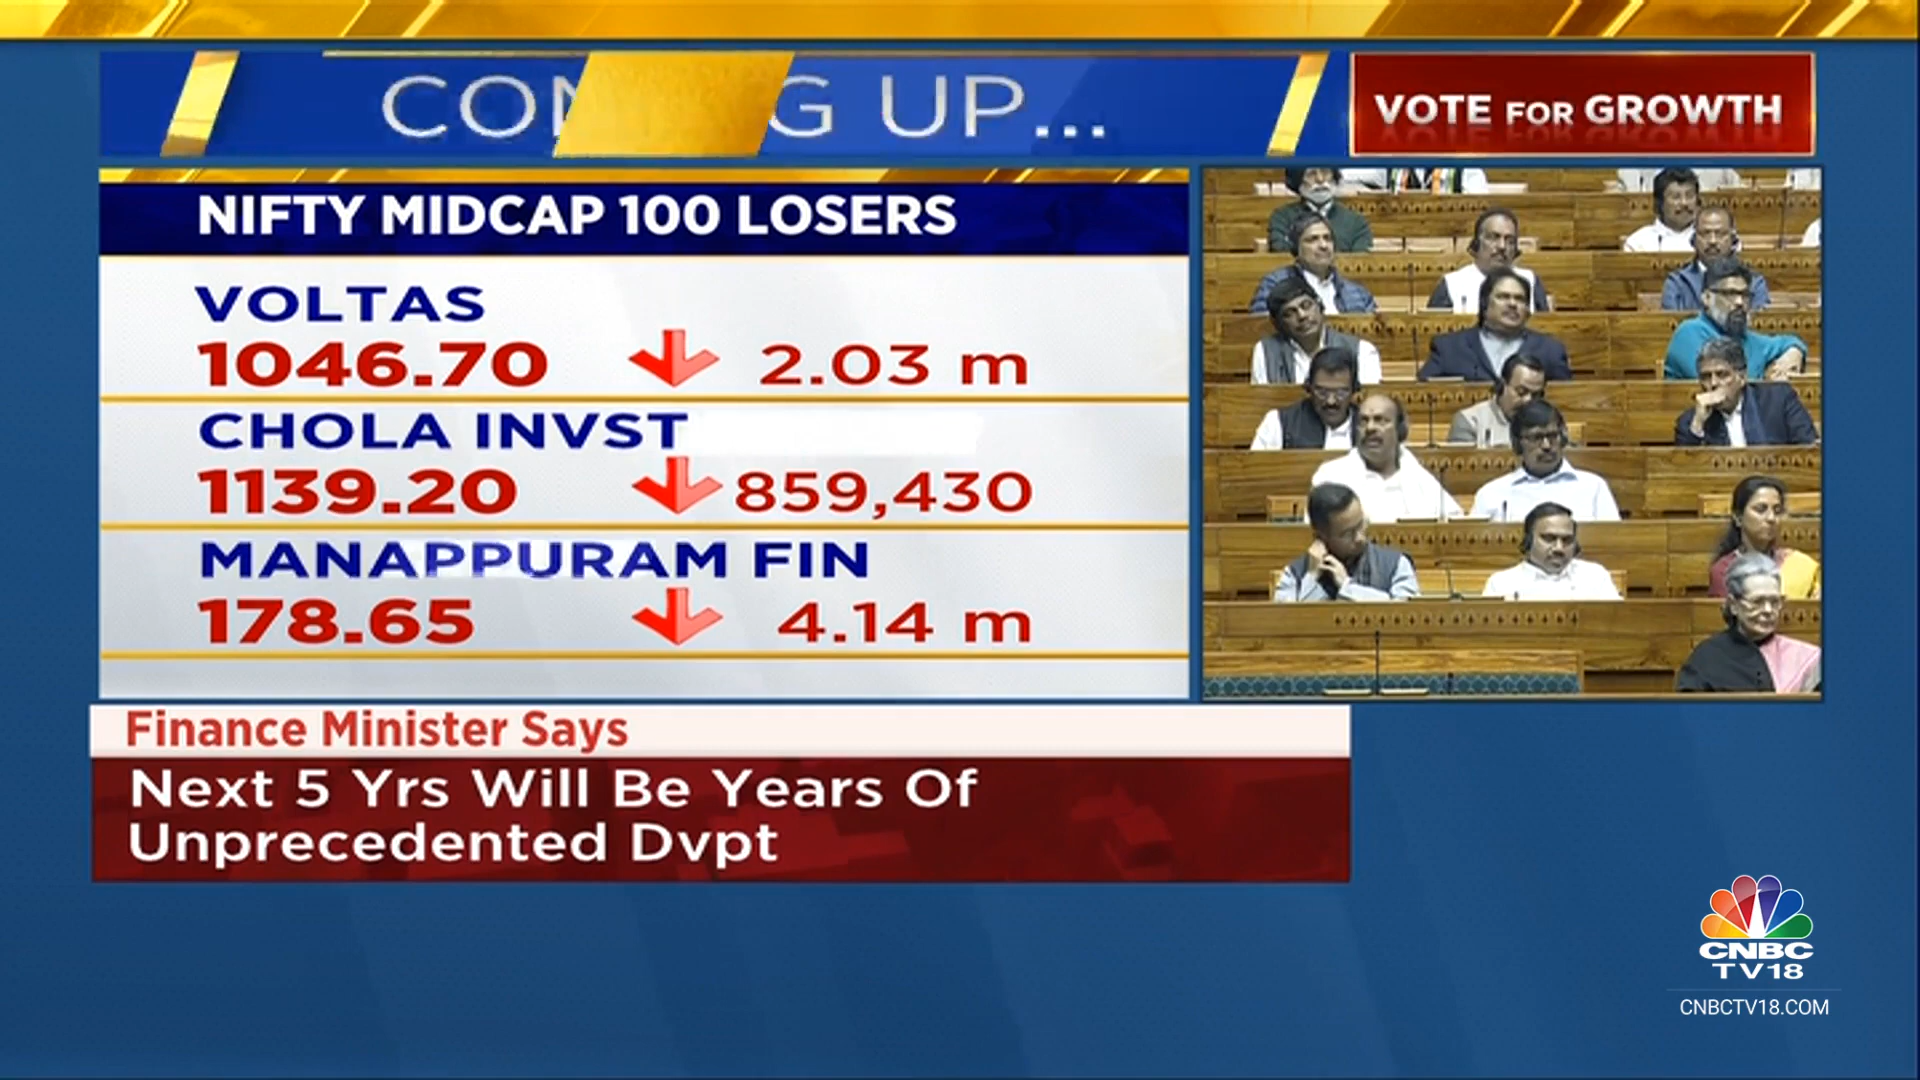 UP...
VOTE FOR GROWTH
NIFTY MIDCAP 100 LOSERS
VOLTAS
1046.70 2.03 m
CHOLA INVST
1139.20 859,430
MANAPPURAM FIN
178.65 4.14 m
Finance Minister Says
Next 5 Yrs Will Be Years Of
Unprecedented Dvpt
CNBC
TV18
CNBCTV18.COM